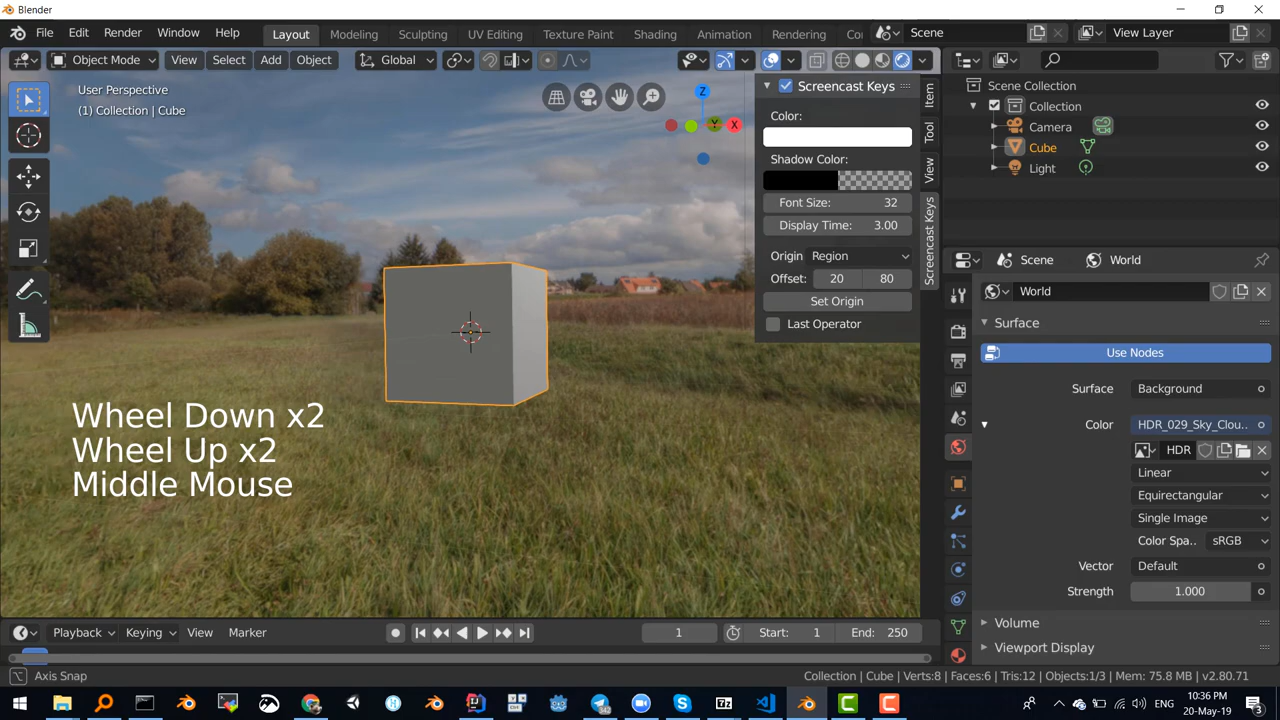 Blender
File Edit Render Window Help
Layout Modeling Sculpting UV Editing Texture Paint Shading Animation Rendering Co
Scene
View Layer
Object Mode View Select Add Object Global
User Perspective
(1) Collection | Cube
Z
Y
X
Screencast Keys
Color:
Shadow Color:
Font Size: 32
Display Time: 3.00
Origin Region
Offset: 20 80
Set Origin
Last Operator
Item
Tool
View
Screencast Keys
Scene Collection
Collection
Camera
Cube
Light
Scene World
World
Surface
Use Nodes
Surface Background
Color HDR_029_Sky_Clou..
HDR
Linear
Equirectangular
Single Image
Color Spa.. sRGB
Vector Default
Strength 1.000
Volume
Viewport Display
Wheel Down x2
Wheel Up x2
Middle Mouse
Playback Keying View Marker
1
Start: 1
End: 250
Axis Snap
Collection | Cube | Verts:8 | Faces:6 | Tris:12 | Objects:1/3 | Mem: 75.8 MB | v2.80.71
ENG
10:36 PM
20-May-19
3